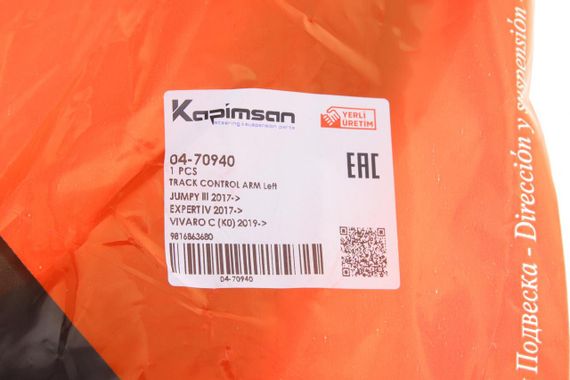 Kapimsan
steering & suspension parts
YERLİ
ÜRETİM
04-70940
1 PCS
TRACK CONTROL ARM Left
EAC
JUMPY III 2017->
EXPERT IV 2017->
VIVARO C (K0) 2019->
9816863680
04-70940
Подвеска - Dirección y suspensión